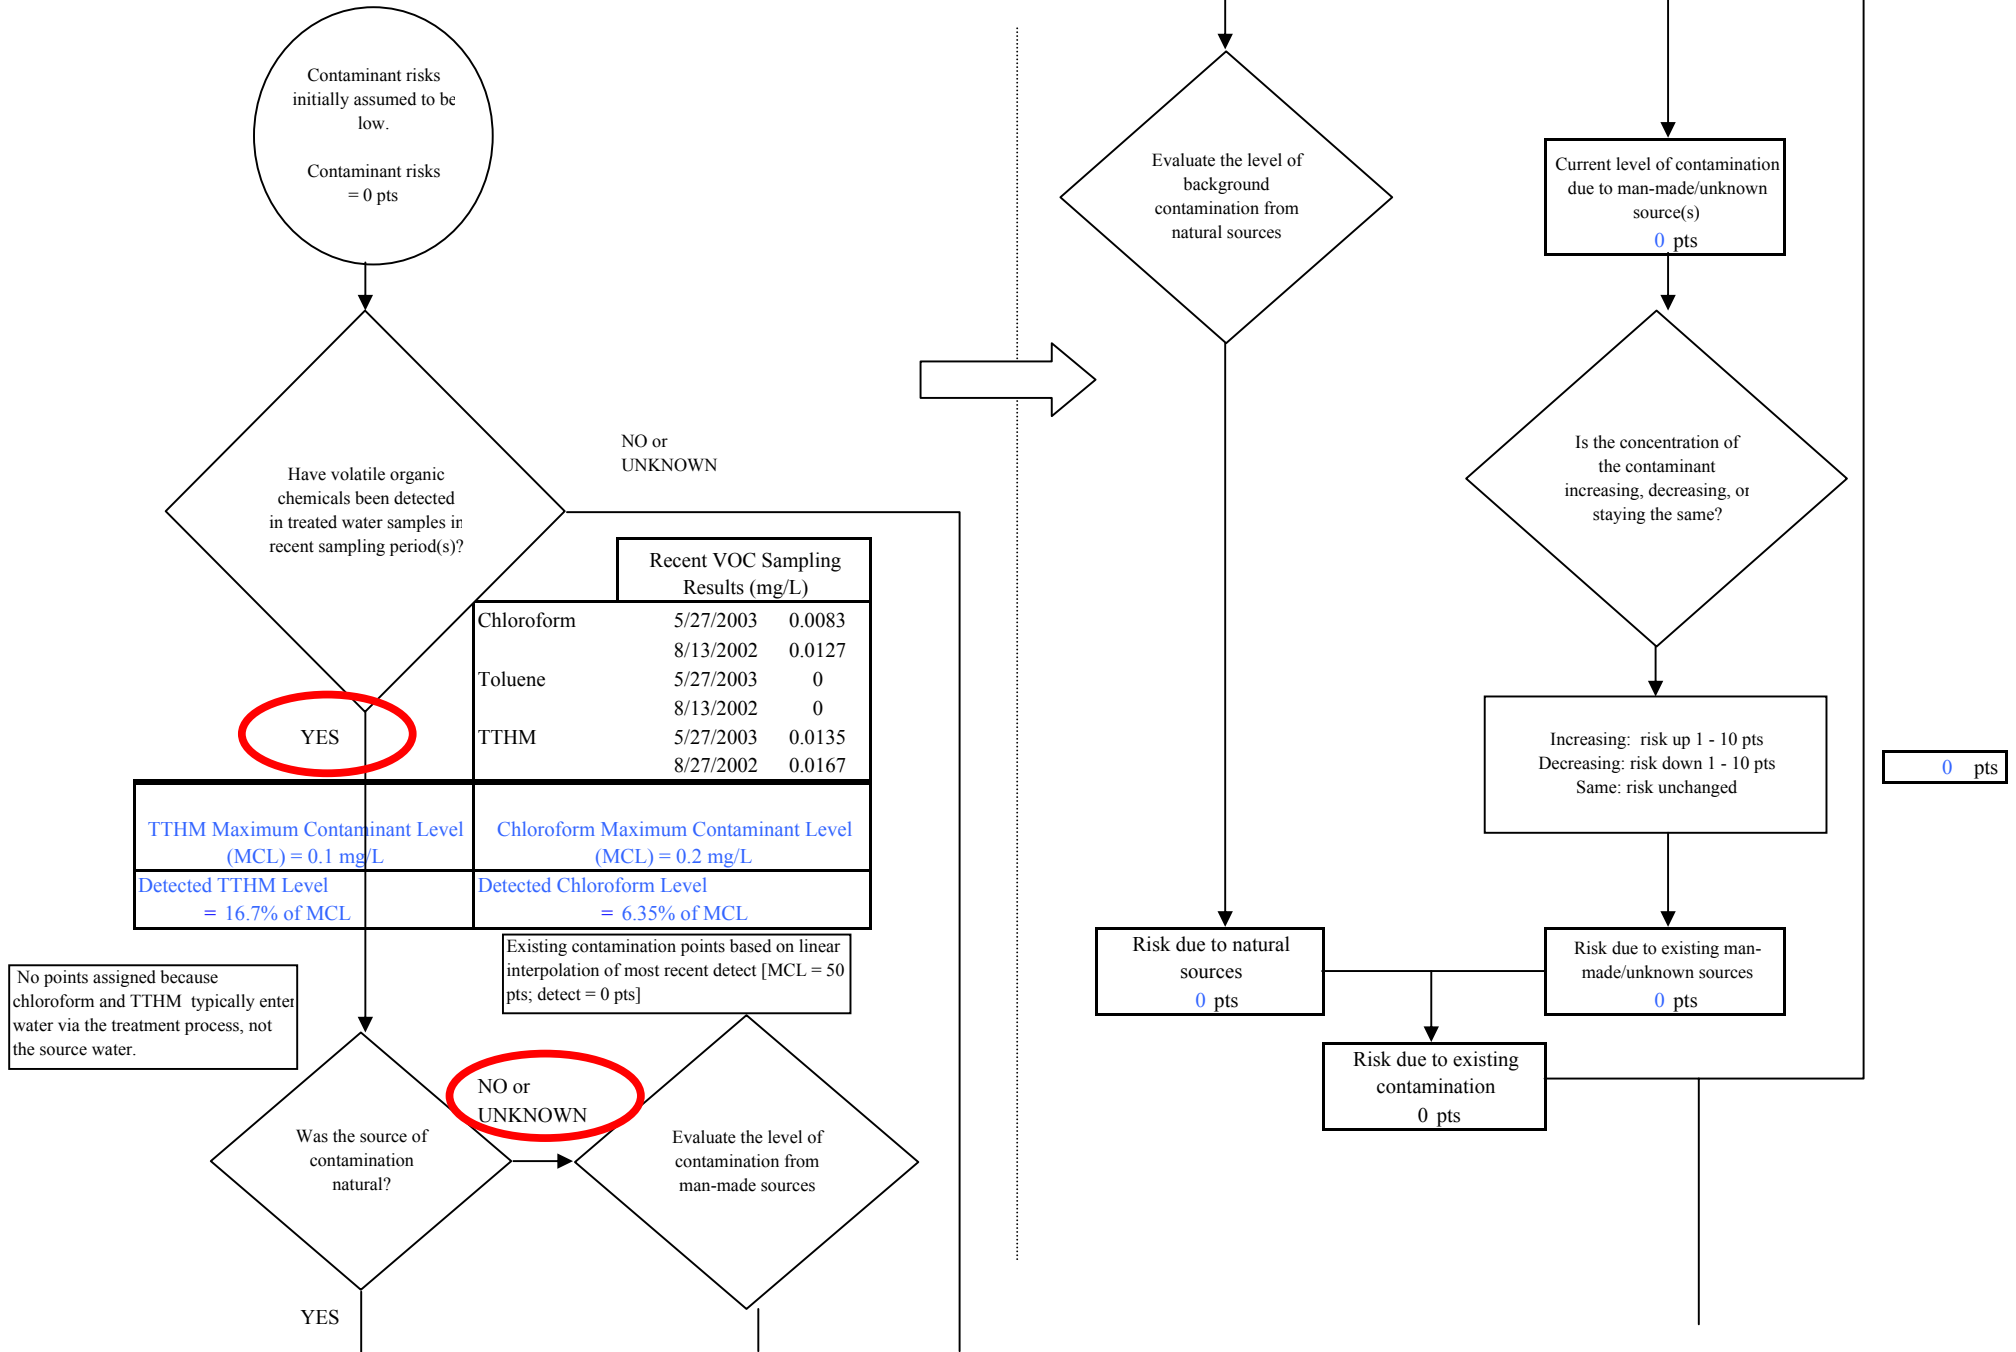 Contaminant risks
initially assumed to be
low.
Contaminant risks
= 0 pts
Have volatile organic
chemicals been detected
in treated water samples in
recent sampling period(s)?
NO or
UNKNOWN
YES
Recent VOC Sampling
Results (mg/L)
Chloroform 5/27/2003 0.0083
8/13/2002 0.0127
Toluene 5/27/2003 0
8/13/2002 0
TTHM 5/27/2003 0.0135
8/27/2002 0.0167
TTHM Maximum Contaminant Level
(MCL) = 0.1 mg/L
Chloroform Maximum Contaminant Level
(MCL) = 0.2 mg/L
Detected TTHM Level
= 16.7% of MCL
Detected Chloroform Level
= 6.35% of MCL
No points assigned because
chloroform and TTHM typically enter
water via the treatment process, not
the source water.
Existing contamination points based on linear
interpolation of most recent detect [MCL = 50
pts; detect = 0 pts]
Was the source of
contamination
natural?
NO or
UNKNOWN
Evaluate the level of
contamination from
man-made sources
YES
Evaluate the level of
background
contamination from
natural sources
Current level of contamination
due to man-made/unknown
source(s)
0 pts
Is the concentration of
the contaminant
increasing, decreasing, or
staying the same?
Increasing: risk up 1 - 10 pts
Decreasing: risk down 1 - 10 pts
Same: risk unchanged
0 pts
Risk due to natural
sources
0 pts
Risk due to existing man-
made/unknown sources
0 pts
Risk due to existing
contamination
0 pts